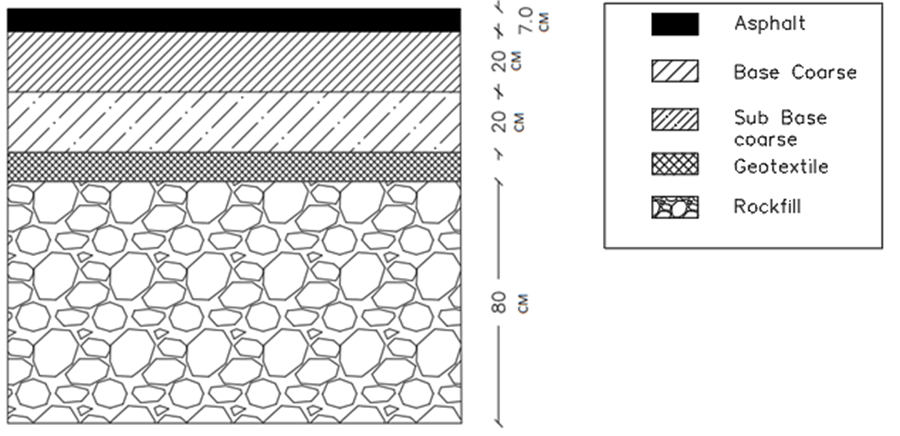 7.0
CM
20
CM
20
CM
80
CM
Asphalt
Base Coarse
Sub Base
coarse
Geotextile
Rockfill